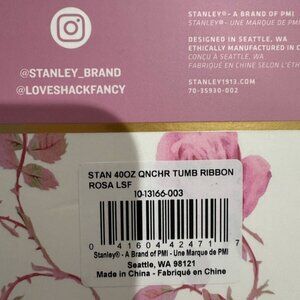 STANLEY® - A BRAND OF PMI
STANLEY® - UNE MARQUE DE PMI
DESIGNED IN SEATTLE, WA
ETHICALLY MANUFACTURED IN C
CONÇU À SEATTLE, WA
FABRIQUÉ EN CHINE SELON L'ÉTH
STANLEY1913.COM
70-35930-002
@STANLEY_BRAND
@LOVESHACKFANCY
STAN 40OZ QNCHR TUMB RIBBON
ROSA LSF
10-13166-003
0 41604 42471 7
Stanley® - A Brand of PMI - Une Marque de PMI
Seattle, WA 98121
Made in China - Fabriqué en Chine